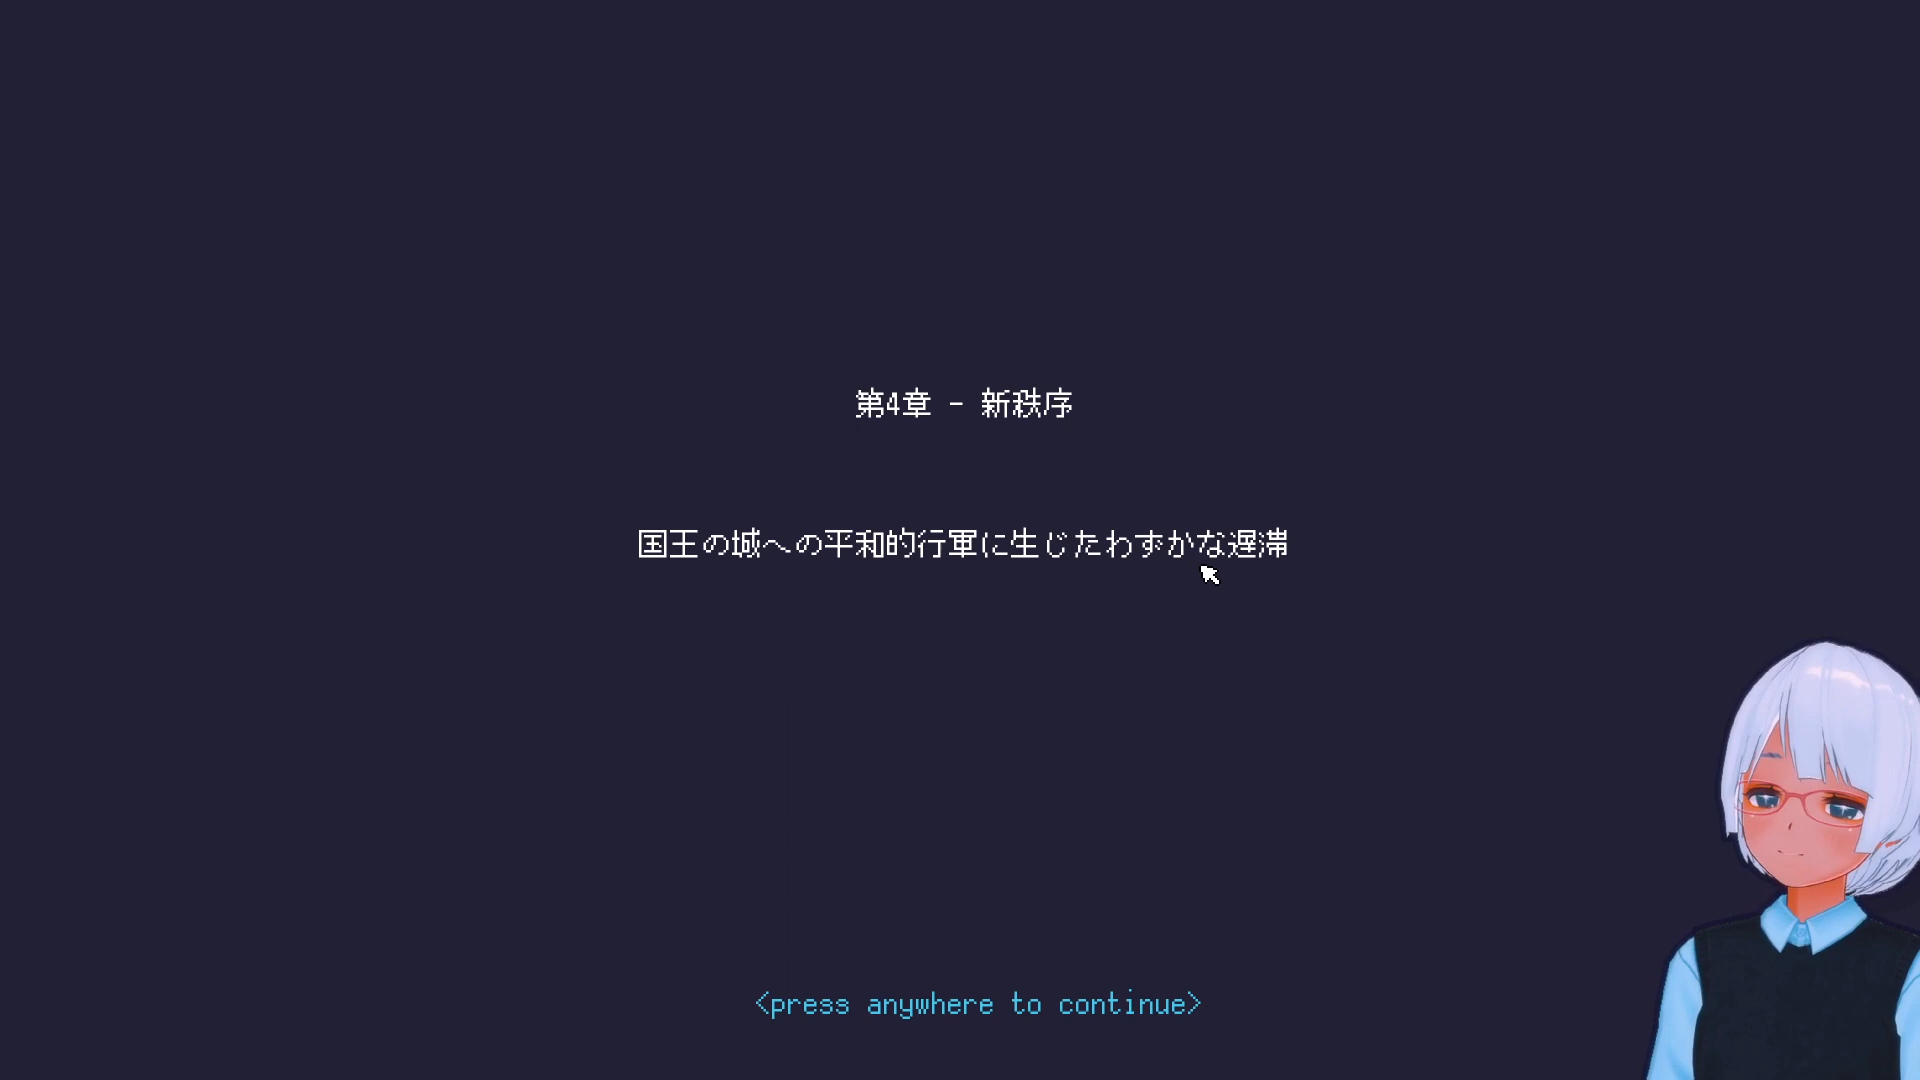 第4章 - 新秩序
国王の城への平和的行軍に生じたわずかな遅滞
<press anywhere to continue>